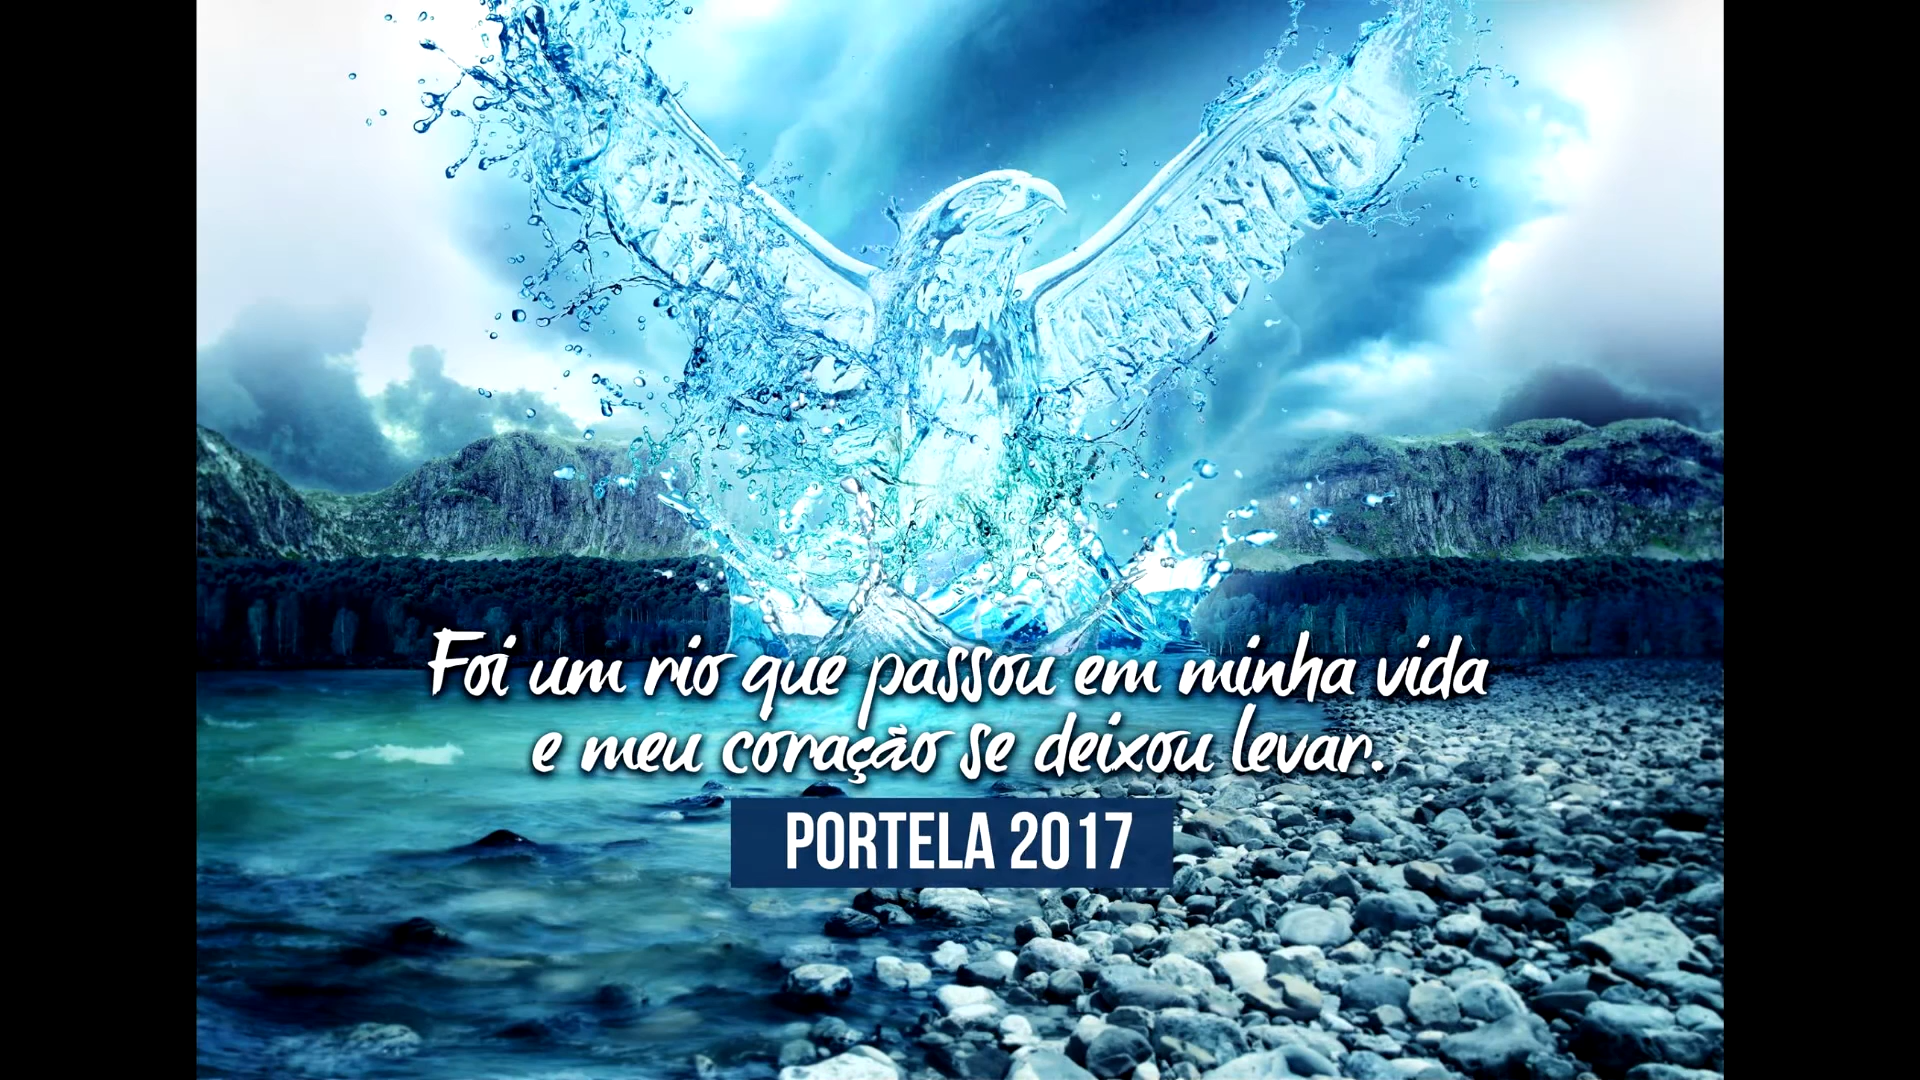 Foi um rio que passou em minha vida
e meu coração se deixou levar.
PORTELA 2017